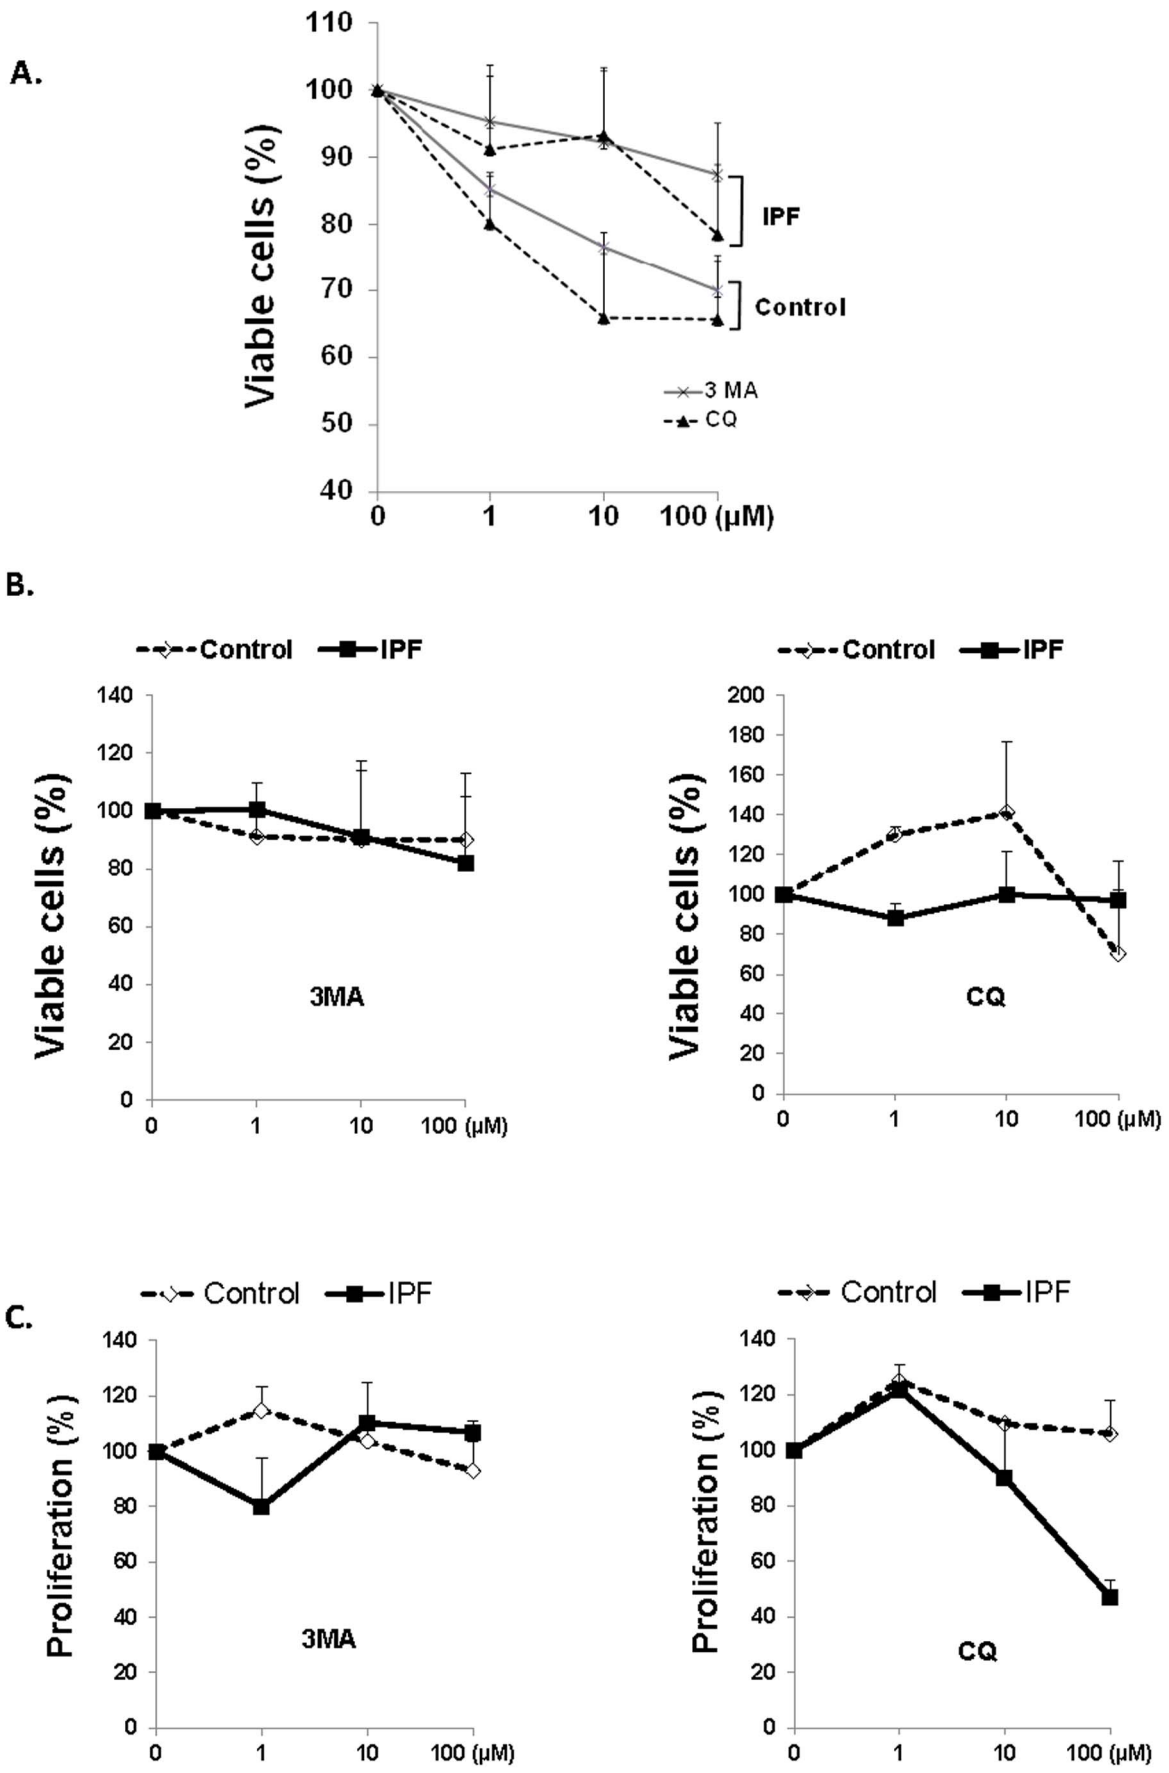 A.
Viable cells (%)
110
100
90
80
70
60
50
40
0 1 10 100 (µM)
IPF
Control
3 MA
CQ
B.
Control IPF
Viable cells (%)
140
120
100
80
60
40
20
0
3MA
0 1 10 100 (µM)
Control IPF
Viable cells (%)
200
180
160
140
120
100
80
60
40
20
0
CQ
0 1 10 100 (µM)
C.
Control IPF
Proliferation (%)
140
120
100
80
60
40
20
0
3MA
0 1 10 100 (µM)
Control IPF
Proliferation (%)
140
120
100
80
60
40
20
0
CQ
0 1 10 100 (µM)